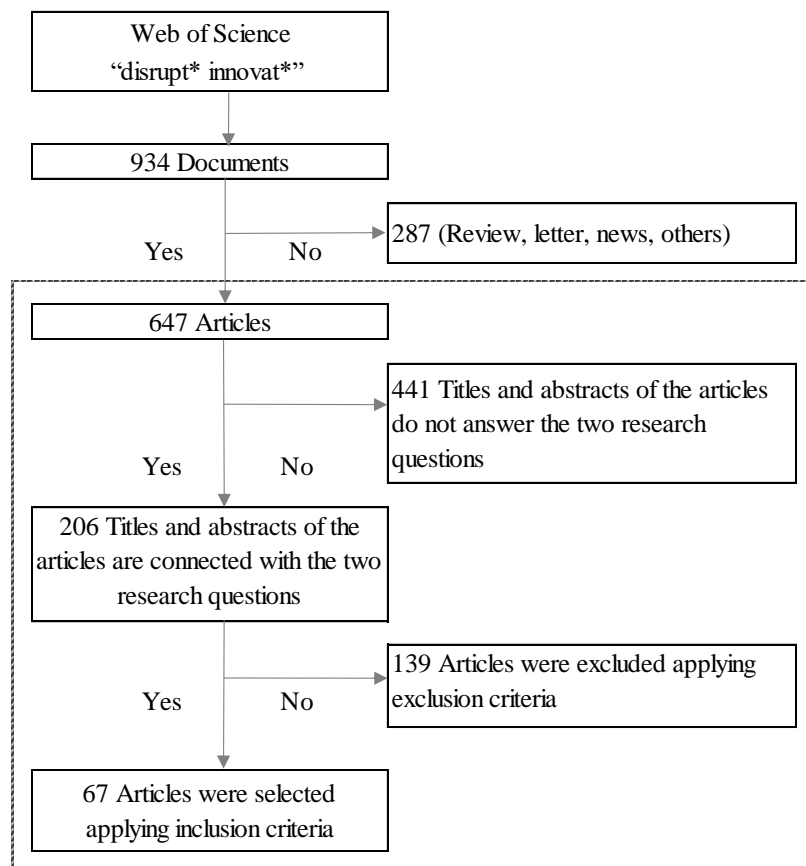 Web of Science
“disrupt* innovat*”
934 Documents
287 (Review, letter, news, others)
Yes
No
647 Articles
441 Titles and abstracts of the articles
do not answer the two research
questions
Yes
No
206 Titles and abstracts of the
articles are connected with the two
research questions
139 Articles were excluded applying
exclusion criteria
Yes
No
67 Articles were selected
applying inclusion criteria